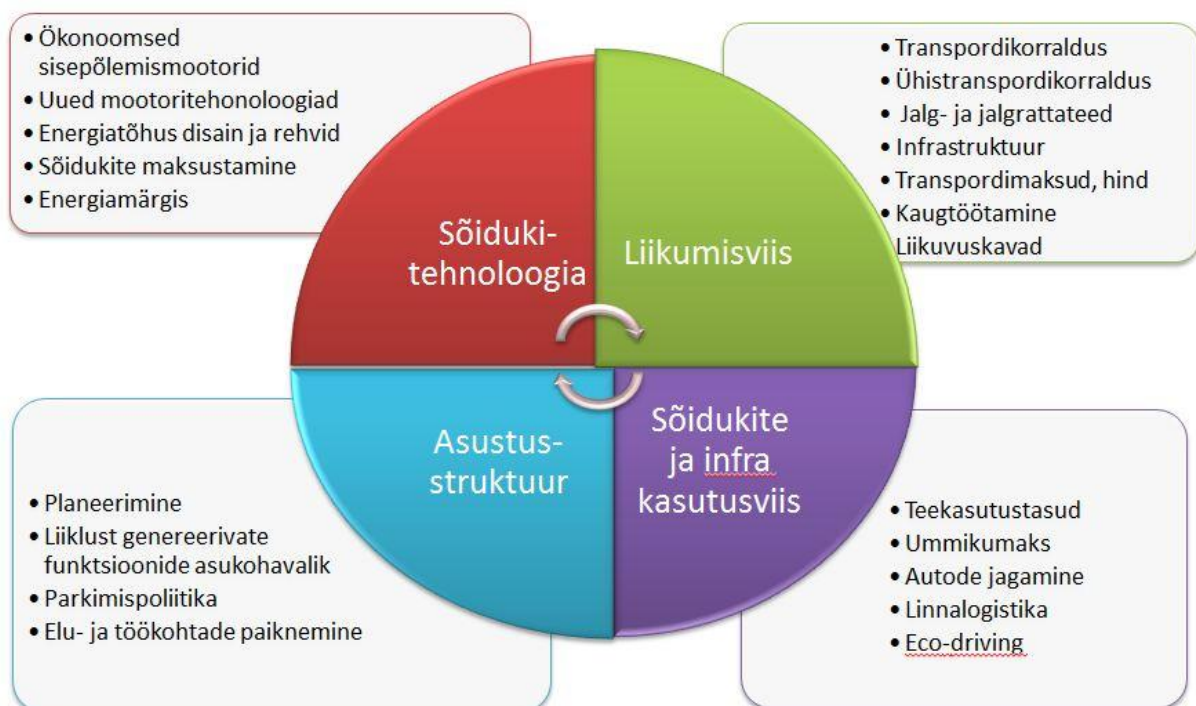 • Ökonoomsed
sisepõlemismootorid
• Uued mootoritehonoloogiad
• Energiatõhus disain ja rehvid
• Sõidukite maksustamine
• Energiamärgis
• Transpordikorraldus
• Ühistranspordikorraldus
• Jalg- ja jalgrattateed
• Infrastruktuur
• Transpordimaksud, hind
• Kaugtöötamine
Liikuvuskavad
Sõiduki-
tehnoloogia
Liikumisviis
Asustus-
struktuur
Sõidukite
ja infra
kasutusviis
• Planeerimine
• Liiklust genereerivate
funktsioonide asukohavalik
• Parkimispoliitika
• Elu- ja töökohtade paiknemine
• Teekasutustasud
• Ummikumaks
• Autode jagamine
• Linnalogistika
• Eco-driving